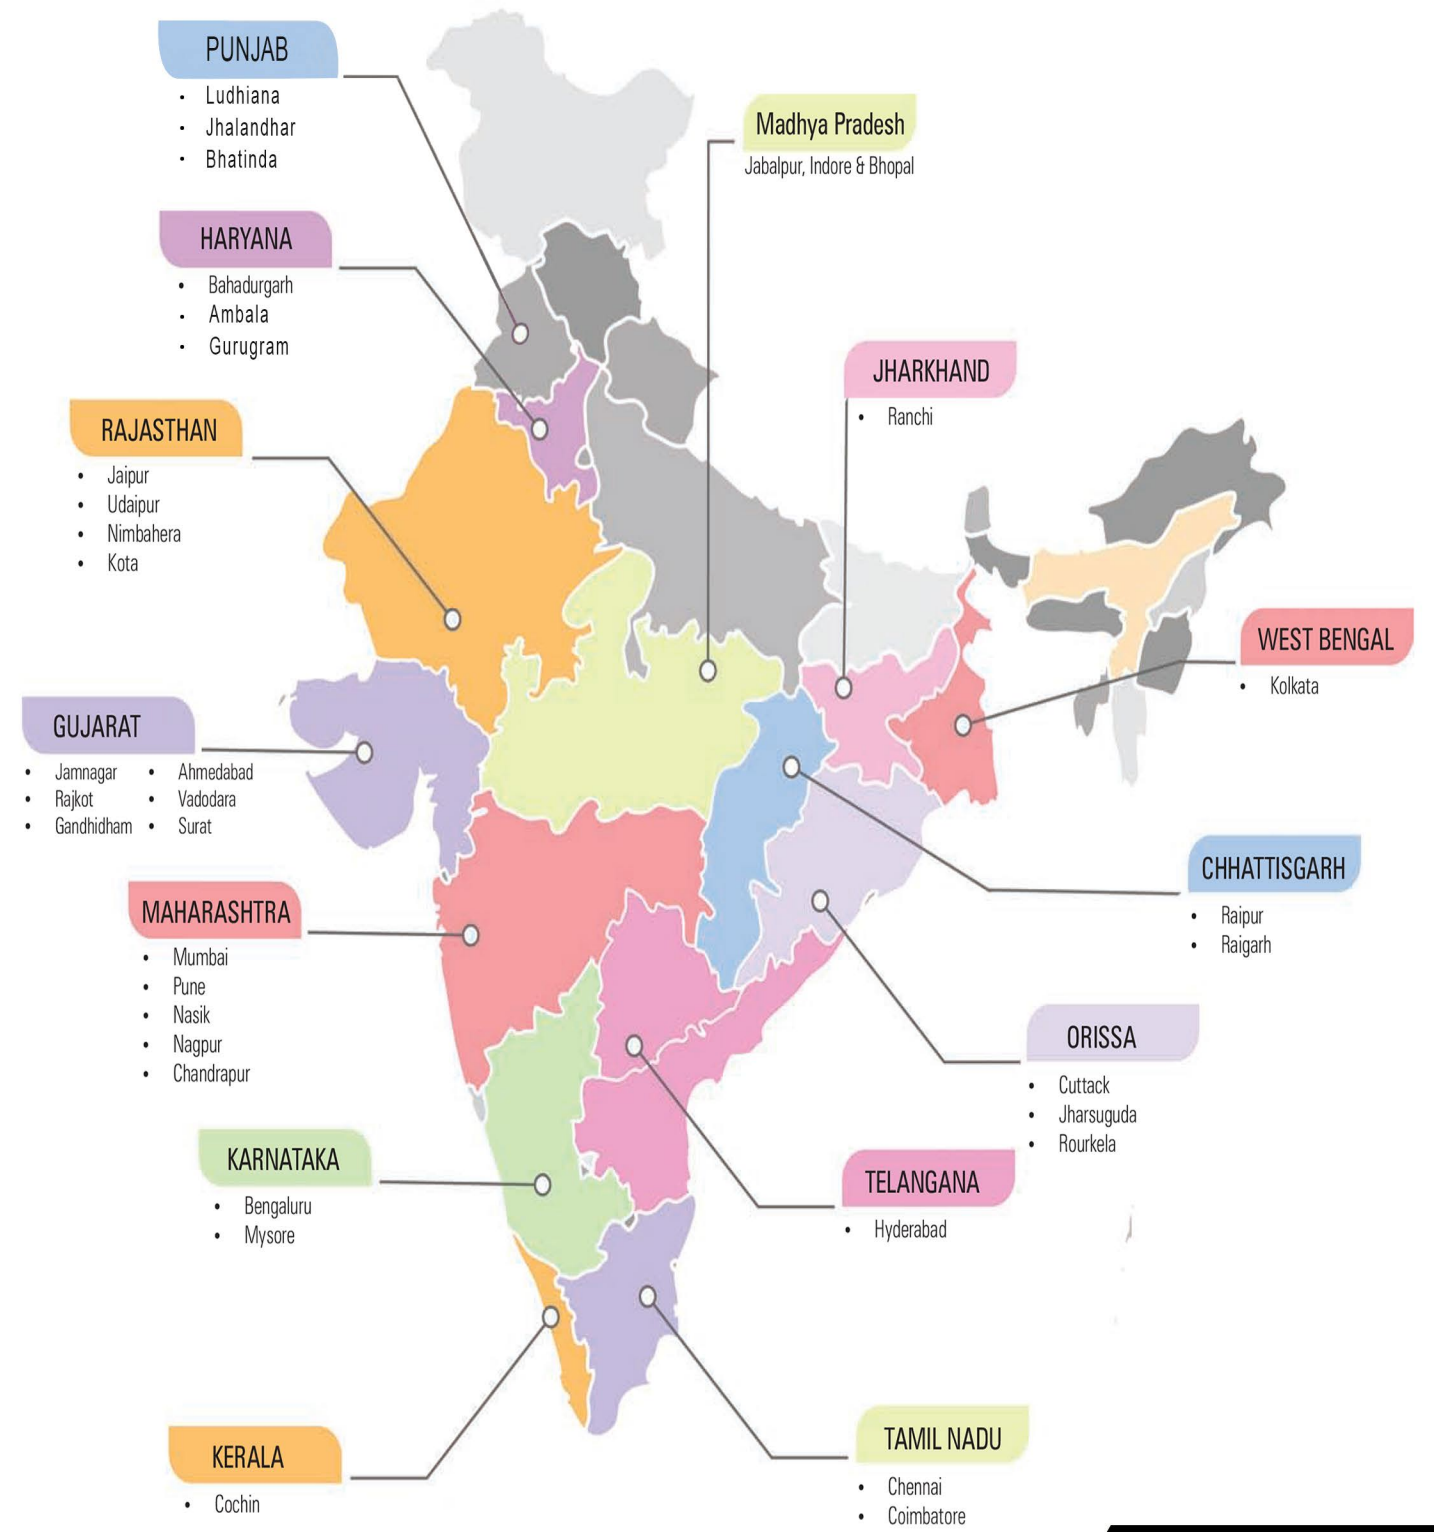 PUNJAB
Ludhiana
Jhalandhar
Bhatinda
Madhya Pradesh
Jabalpur, Indore & Bhopal
HARYANA
Bahadurgarh
Ambala
Gurugram
JHARKHAND
Ranchi
RAJASTHAN
Jaipur
Udaipur
Nimbahera
Kota
WEST BENGAL
Kolkata
GUJARAT
Jamnagar
Rajkot
Gandhidham
Ahmedabad
Vadodara
Surat
CHHATTISGARH
Raipur
Raigarh
MAHARASHTRA
Mumbai
Pune
Nasik
Nagpur
Chandrapur
ORISSA
Cuttack
Jharsuguda
Rourkela
KARNATAKA
Bengaluru
Mysore
TELANGANA
Hyderabad
KERALA
Cochin
TAMIL NADU
Chennai
Coimbatore